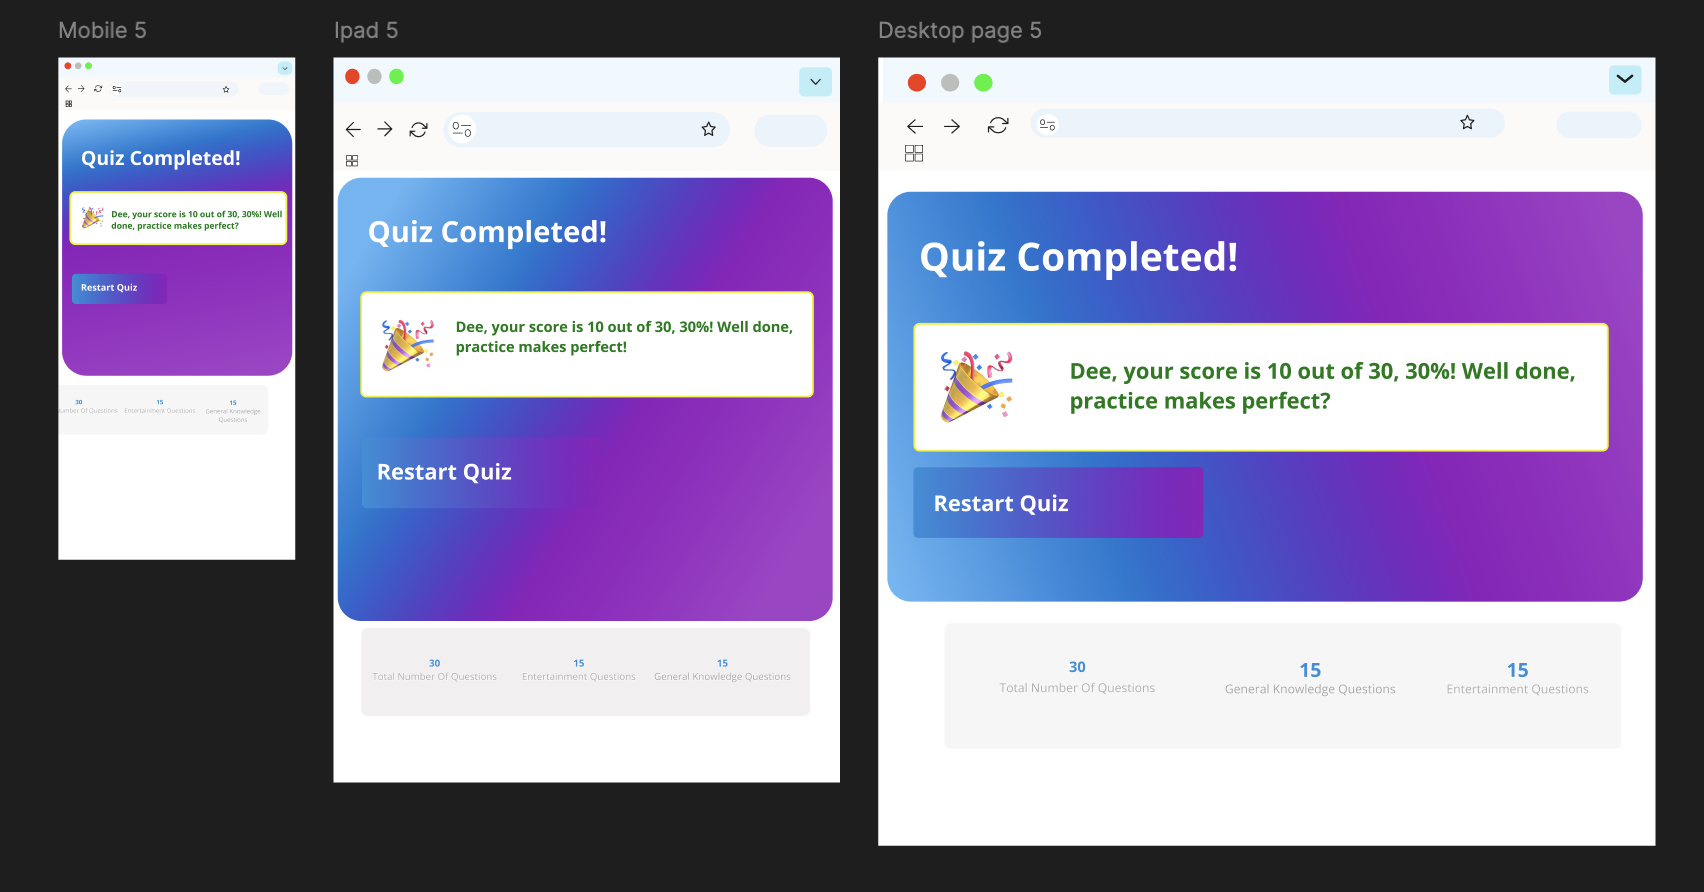 Mobile 5
Quiz Completed!
Dee, your score is 10 out of 30, 30%! Well
done, practice makes perfect?
Restart Quiz
30
Number Of Questions
15
Entertainment Questions
15
General Knowledge
Questions
Ipad 5
Quiz Completed!
Dee, your score is 10 out of 30, 30%! Well done,
practice makes perfect!
Restart Quiz
30
Total Number Of Questions
15
Entertainment Questions
15
General Knowledge Questions
Desktop page 5
Quiz Completed!
Dee, your score is 10 out of 30, 30%! Well done,
practice makes perfect?
Restart Quiz
30
Total Number Of Questions
15
General Knowledge Questions
15
Entertainment Questions